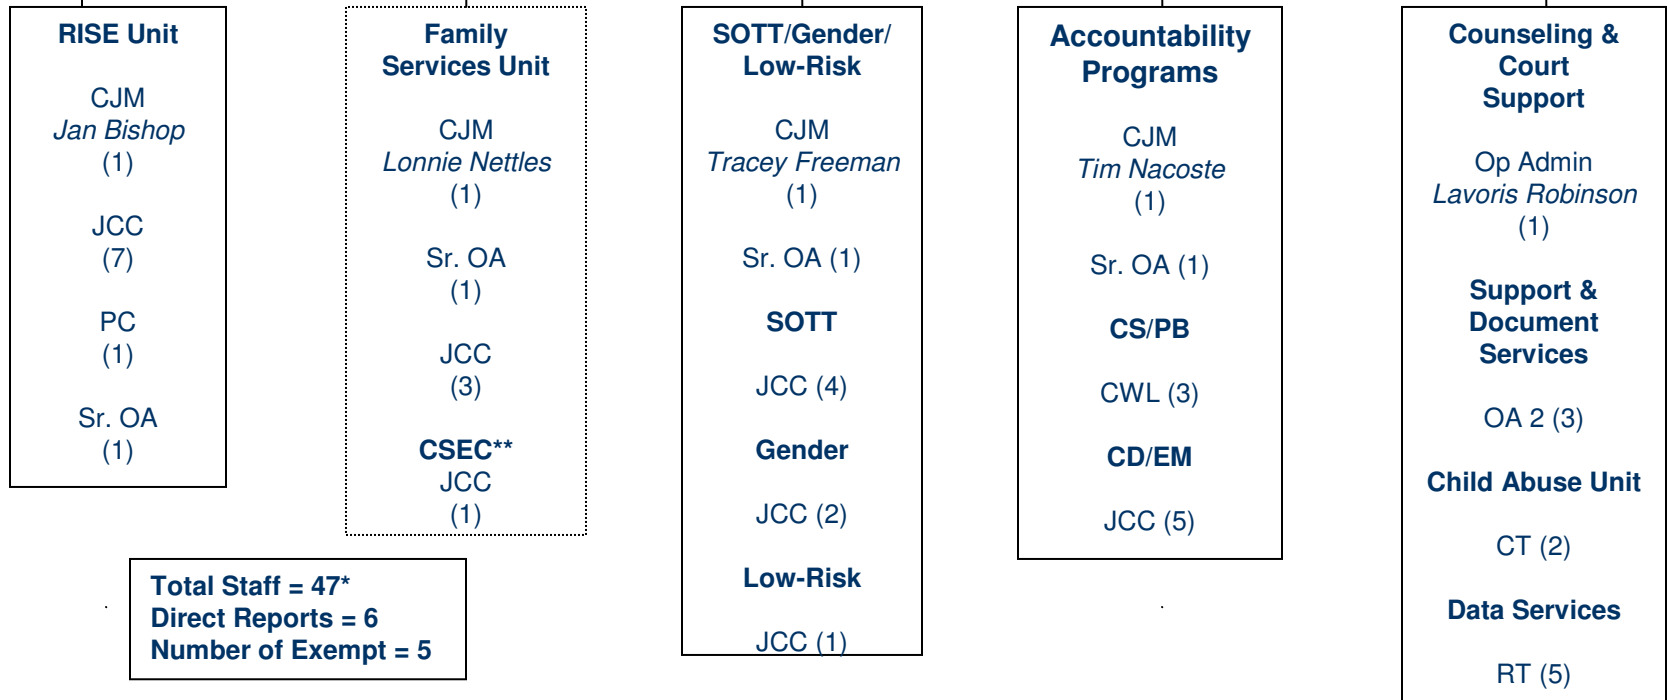 RISE Unit
CJM
Jan Bishop
(1)
JCC
(7)
PC
(1)
Sr. OA
(1)
Family
Services Unit
CJM
Lonnie Nettles
(1)
Sr. OA
(1)
JCC
(3)
CSEC**
JCC
(1)
SOTT/Gender/
Low-Risk
CJM
Tracey Freeman
(1)
Sr. OA (1)
SOTT
JCC (4)
Gender
JCC (2)
Low-Risk
JCC (1)
Accountability
Programs
CJM
Tim Nacoste
(1)
Sr. OA (1)
CS/PB
CWL (3)
CD/EM
JCC (5)
Counseling &
Court
Support
Op Admin
Lavoris Robinson
(1)
Support &
Document
Services
OA 2 (3)
Child Abuse Unit
CT (2)
Data Services
RT (5)
Total Staff = 47*
Direct Reports = 6
Number of Exempt = 5